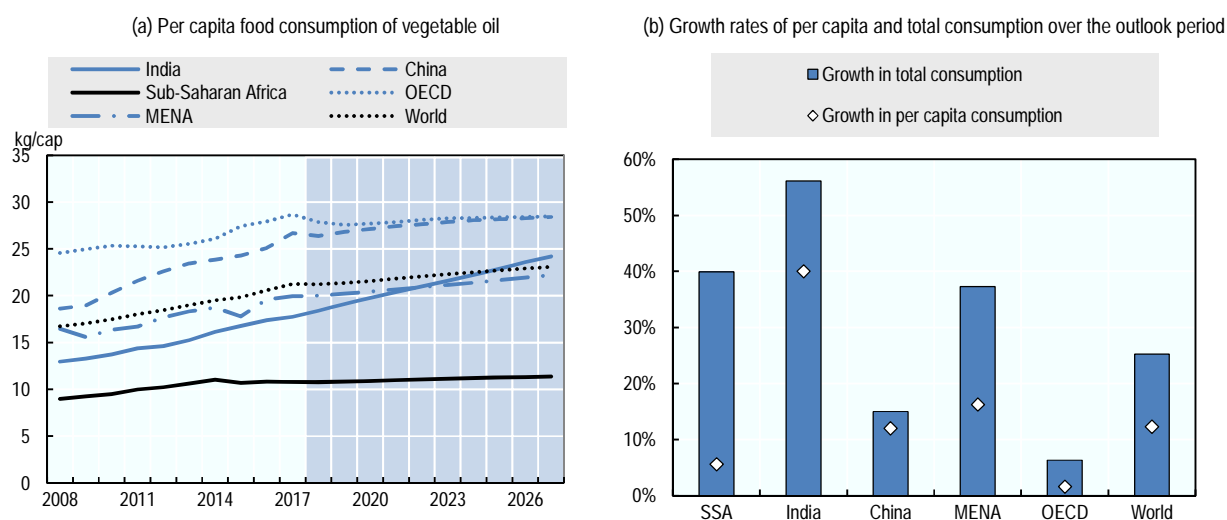 (a) Per capita food consumption of vegetable oil
India
China
Sub-Saharan Africa
OECD
MENA
World
kg/cap
35
30
25
20
15
10
5
0
2008 2011 2014 2017 2020 2023 2026
(b) Growth rates of per capita and total consumption over the outlook period
Growth in total consumption
Growth in per capita consumption
60%
50%
40%
30%
20%
10%
0%
SSA India China MENA OECD World